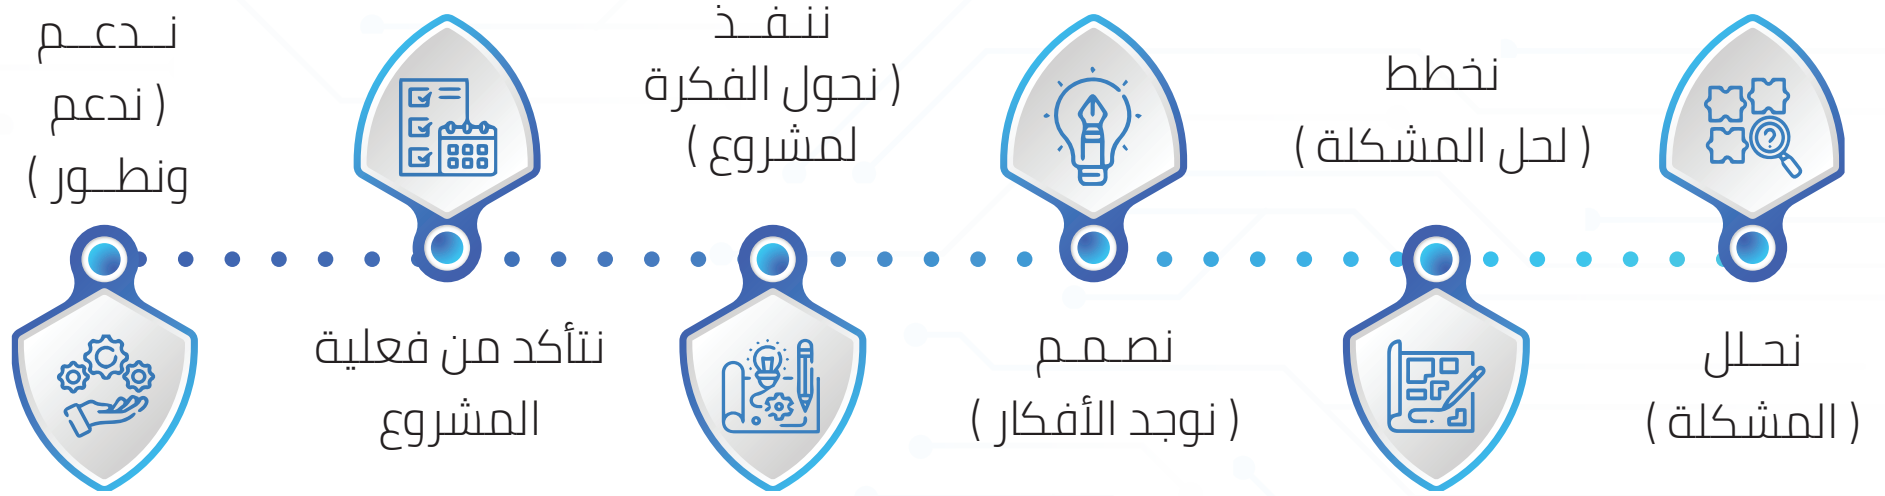 نحلل
( المشكلة )
نخطط
( لحل المشكلة )
نصمم
( نوجد الأفكار )
ننفذ
( نحول الفكرة
لمشروع )
نتأكد من فعلية
المشروع
ندعم
( ندعم
ونطور )